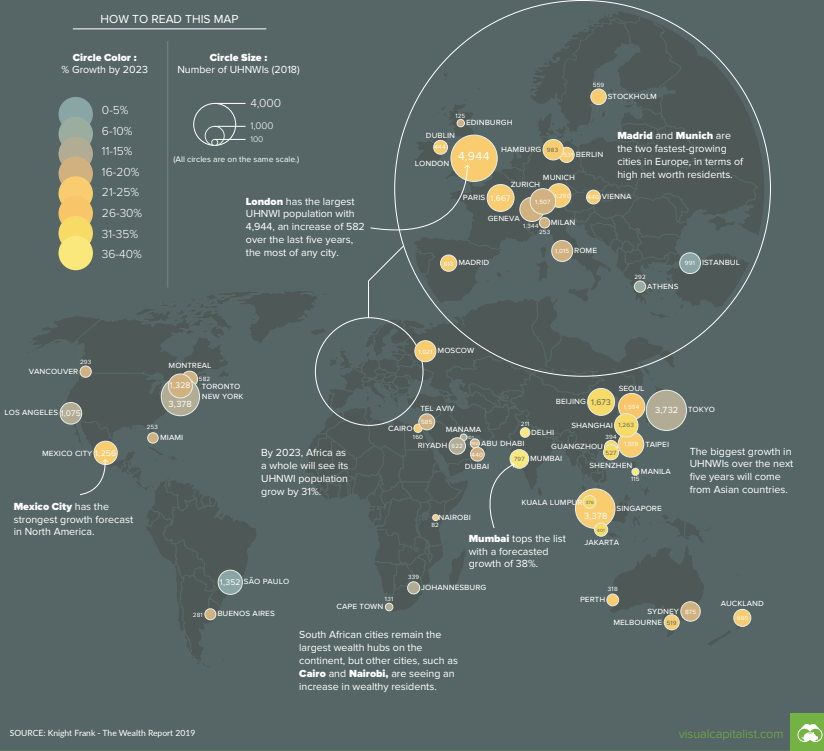 HOW TO READ THIS MAP
Circle Color :
% Growth by 2023
0-5%
6-10%
11-15%
16-20%
21-25%
26-30%
31-35%
36-40%
Circle Size :
Number of UHNWIs (2018)
4,000
1,000
100
(All circles are on the same scale.)
London has the largest
UHNWI population with
4,944, an increase of 582
over the last five years,
the most of any city.
559
STOCKHOLM
125
EDINBURGH
DUBLIN
LONDON
4,944
HAMBURG
983
BERLIN
Madrid and Munich are
the two fastest-growing
cities in Europe, in terms of
high net worth residents.
MUNICH
ZURICH
1,507
PARIS
1,667
VIENNA
GENEVA
1,344
MILAN
253
ROME
1,015
MADRID
991
ISTANBUL
292
ATHENS
MOSCOW
293
VANCOUVER
MONTREAL
582
1,328
TORONTO
NEW YORK
3,378
LOS ANGELES
1,075
253
MIAMI
MEXICO CITY
1,256
Mexico City has the
strongest growth forecast
in North America.
TEL AVIV
585
CAIRO
160
MANAMA
RIYADH
622
ABU DHABI
440
DUBAI
211
DELHI
797
MUMBAI
BEIJING
1,673
SEOUL
1,594
3,732
TOKYO
SHANGHAI
1,263
394
GUANGZHOU
527
TAIPEI
SHENZHEN
MANILA
115
By 2023, Africa as
a whole will see its
UHNWI population
grow by 31%.
The biggest growth in
UHNWIs over the next
five years will come
from Asian countries.
KUALA LUMPUR
3,378
SINGAPORE
JAKARTA
NAIROBI
82
Mumbai tops the list
with a forecasted
growth of 38%.
1,352
SÃO PAULO
281
BUENOS AIRES
339
JOHANNESBURG
131
CAPE TOWN
318
PERTH
SYDNEY
875
MELBOURNE
519
AUCKLAND
South African cities remain the
largest wealth hubs on the
continent, but other cities, such as
Cairo and Nairobi, are seeing an
increase in wealthy residents.
SOURCE: Knight Frank - The Wealth Report 2019
visualcapitalist.com